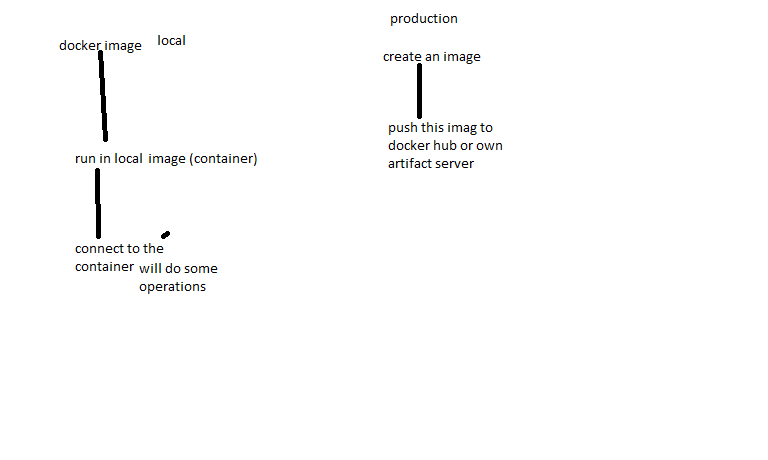 docker image
local
run in local image (container)
connect to the
container
will do some
operations
production
create an image
push this imag to
docker hub or own
artifact server